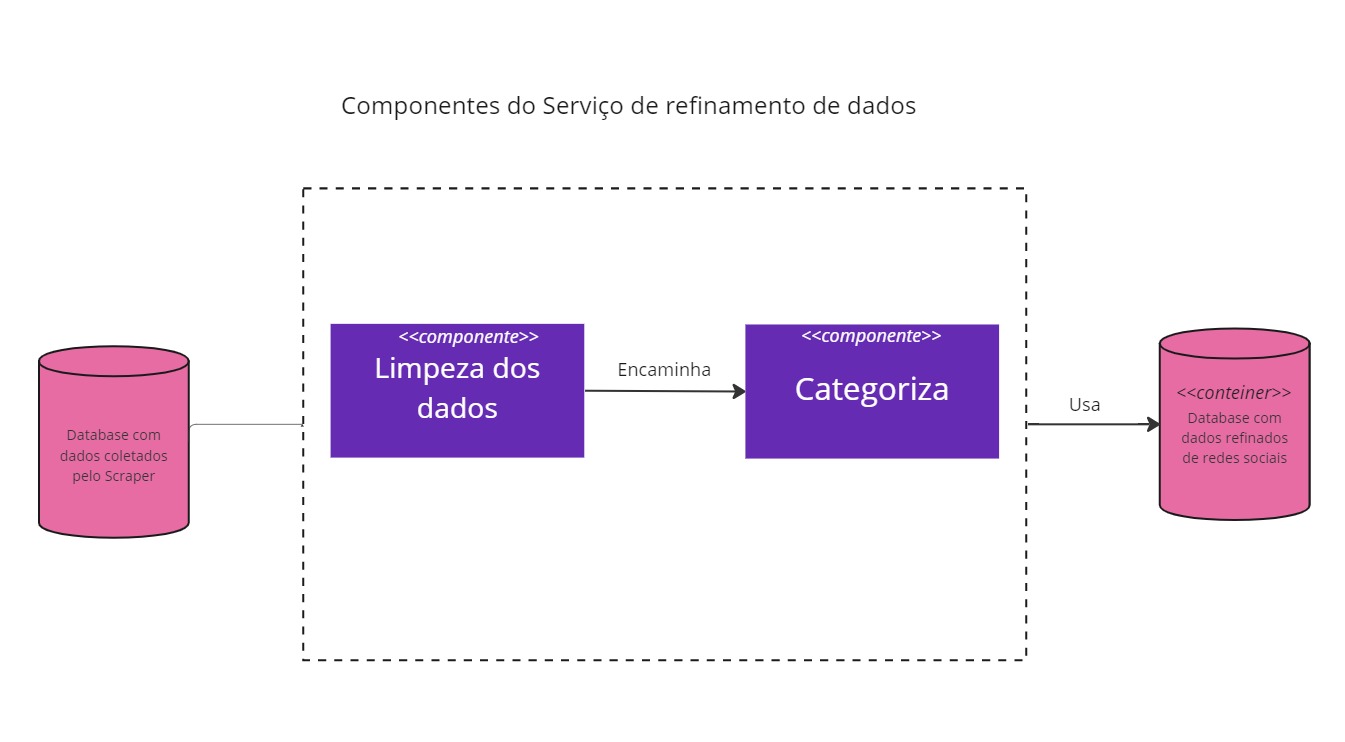 Componentes do Serviço de refinamento de dados
<<componente>>
Limpeza dos
dados
Encaminha
<<componente>>
Categoriza
Database com
dados coletados
pelo Scraper
Usa
<<conteiner>>
Database com
dados refinados
de redes sociais